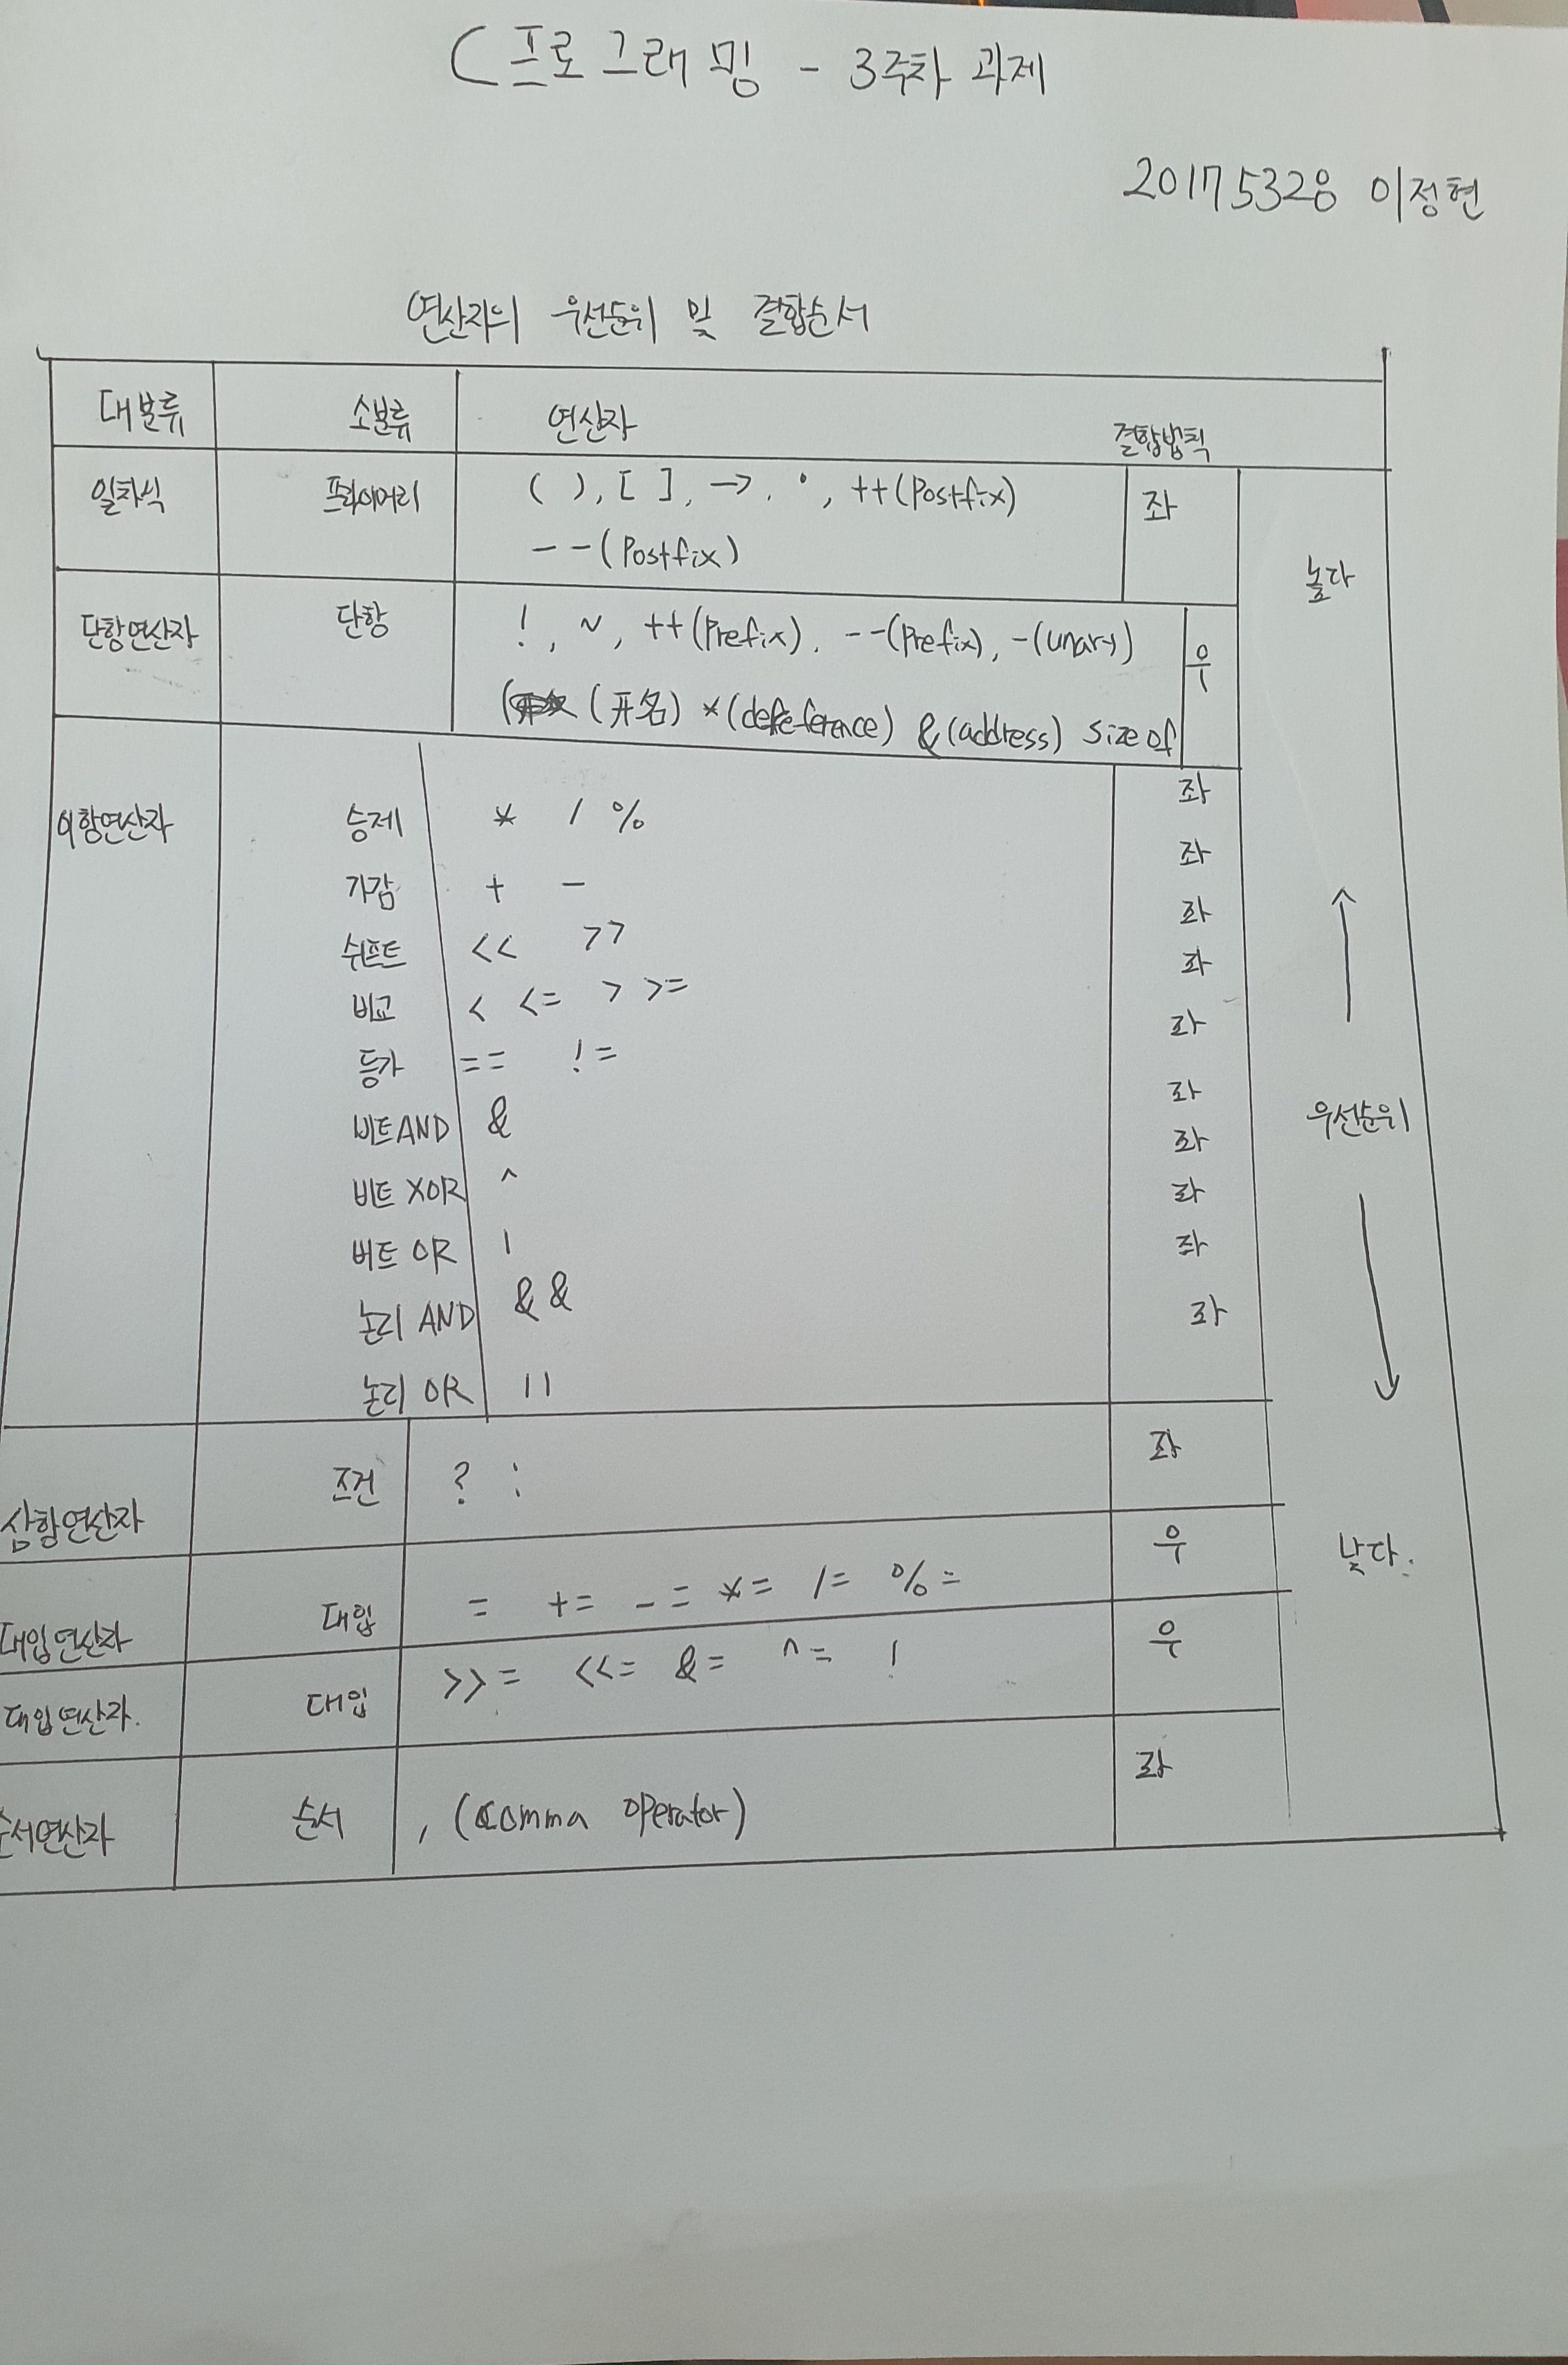 C 프로그래밍 - 3주차 과제
20175328 이정현
연산자의 우선순위 및 결합순서
대분류 소분류 연산자 결합법칙
일차식 프라이머리 ( ), [ ], →, ·, ++(Postfix) 좌
--(Postfix)
높다
단항연산자 단항 !, ~, ++(Prefix), --(Prefix), -(unary) 우
(开名) *(dereference) &(address) sizeof
이항연산자 승제 * / % 좌
가감 + - 좌
쉬프트 << >> 좌
비교 < <= > >= 좌
등가 == != 좌
비트AND & 좌
우선순위
비트 XOR ^ 좌
비트 OR | 좌
논리 AND && 좌
논리 OR || 좌
삼항연산자 조건 ? : 좌
대입연산자 대입 = += -= *= /= %= 우
낮다.
대입연산자. 대입 >>= <<= &= ^= ! 우
순서연산자 순서 , (comma operator) 좌